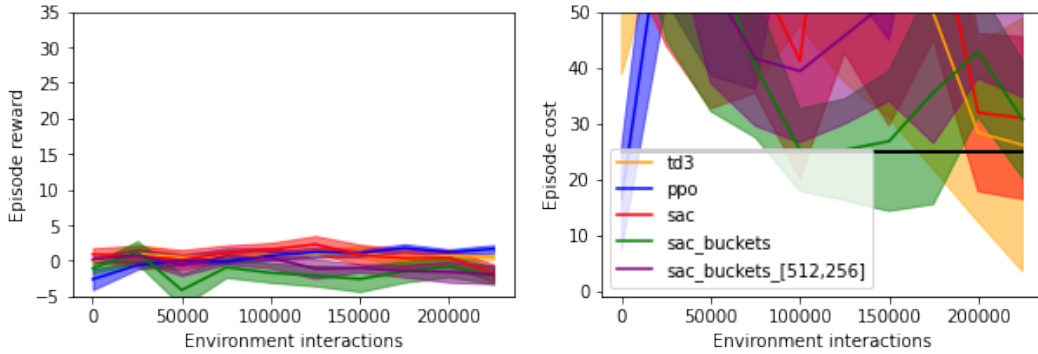 35
30
25
20
15
10
5
0
-5
Episode reward
0
50000
100000
150000
200000
Environment interactions
50
40
30
20
10
0
Episode cost
td3
ppo
sac
sac_buckets
sac_buckets_[512,256]
0
50000
100000
150000
200000
Environment interactions